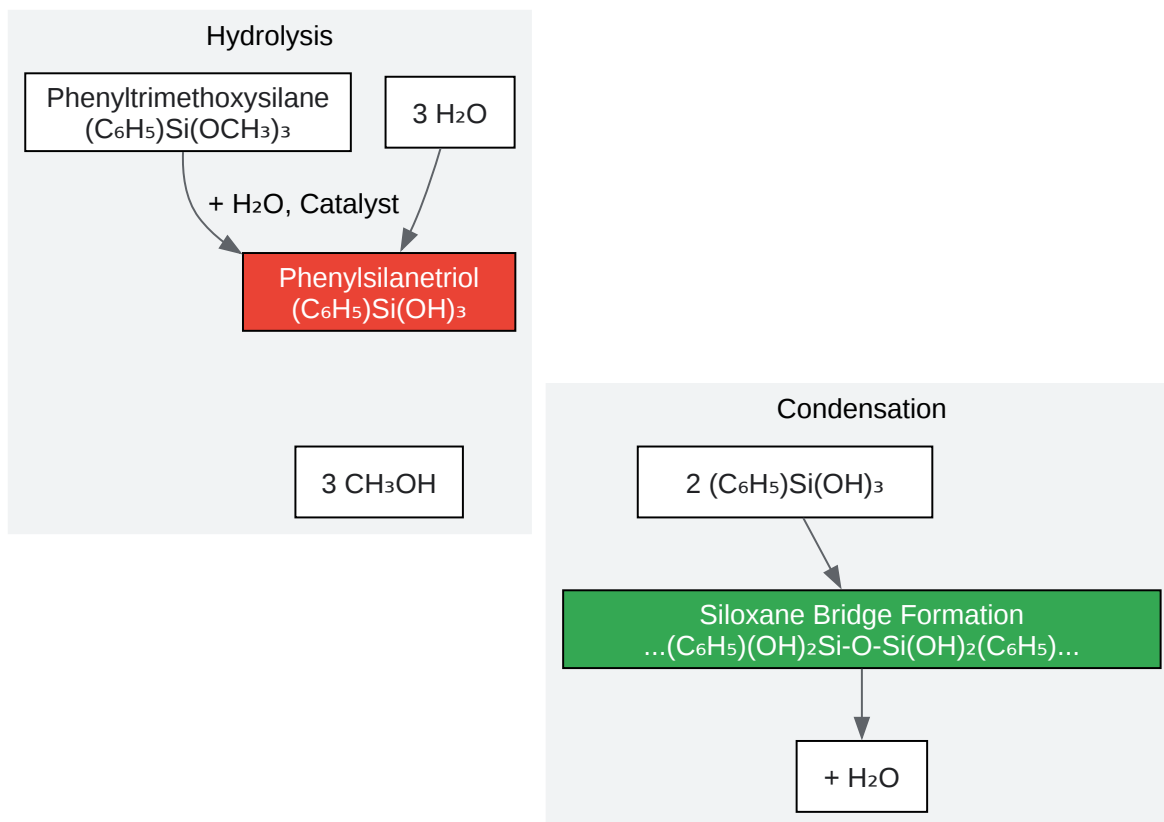 Hydrolysis
Phenyltrimethoxysilane
(C₆H₅)Si(OCH₃)₃
3 H₂O
+ H₂O, Catalyst
Phenylsilanetriol
(C₆H₅)Si(OH)₃
3 CH₃OH
Condensation
2 (C₆H₅)Si(OH)₃
Siloxane Bridge Formation
...(C₆H₅)(OH)₂Si-O-Si(OH)₂(C₆H₅)...
+ H₂O